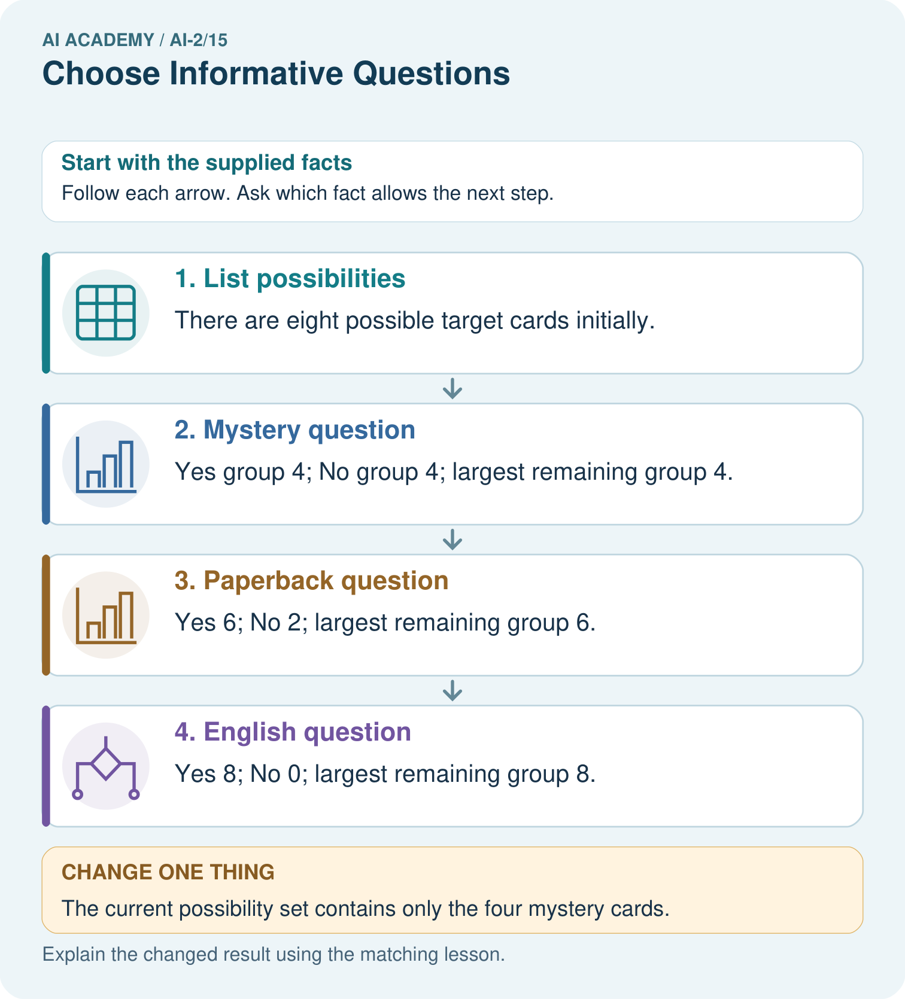 AI ACADEMY / AI-2/15
Choose Informative Questions
Start with the supplied facts
Follow each arrow. Ask which fact allows the next step.
1. List possibilities
There are eight possible target cards initially.
2. Mystery question
Yes group 4; No group 4; largest remaining group 4.
3. Paperback question
Yes 6; No 2; largest remaining group 6.
4. English question
Yes 8; No 0; largest remaining group 8.
CHANGE ONE THING
The current possibility set contains only the four mystery cards.
Explain the changed result using the matching lesson.